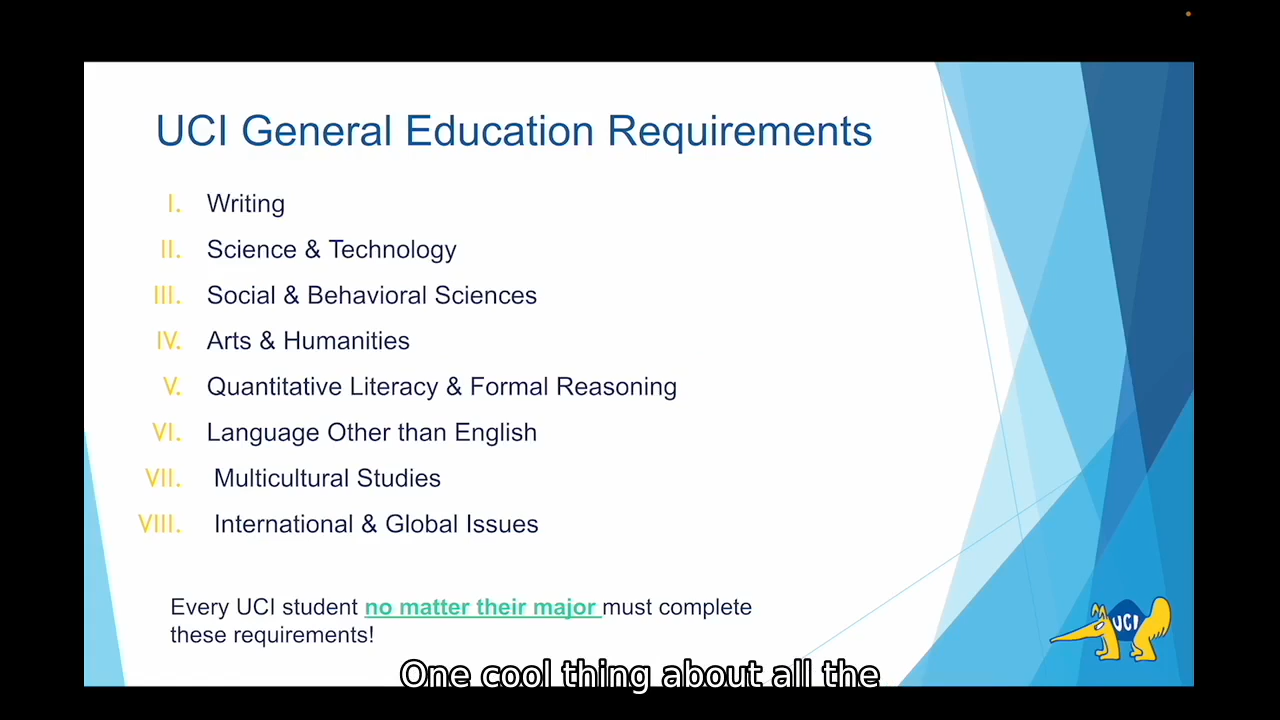 UCI General Education Requirements
I. Writing
II. Science & Technology
III. Social & Behavioral Sciences
IV. Arts & Humanities
V. Quantitative Literacy & Formal Reasoning
VI. Language Other than English
VII. Multicultural Studies
VIII. International & Global Issues
Every UCI student no matter their major must complete
these requirements!
UCI
One cool thing about all the